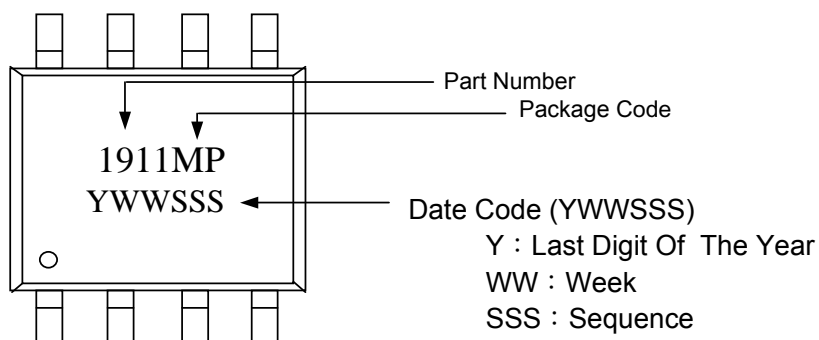 Part Number
Package Code
1911MP
YWWSSS
Date Code (YWWSSS)
Y：Last Digit Of The Year
WW：Week
SSS：Sequence